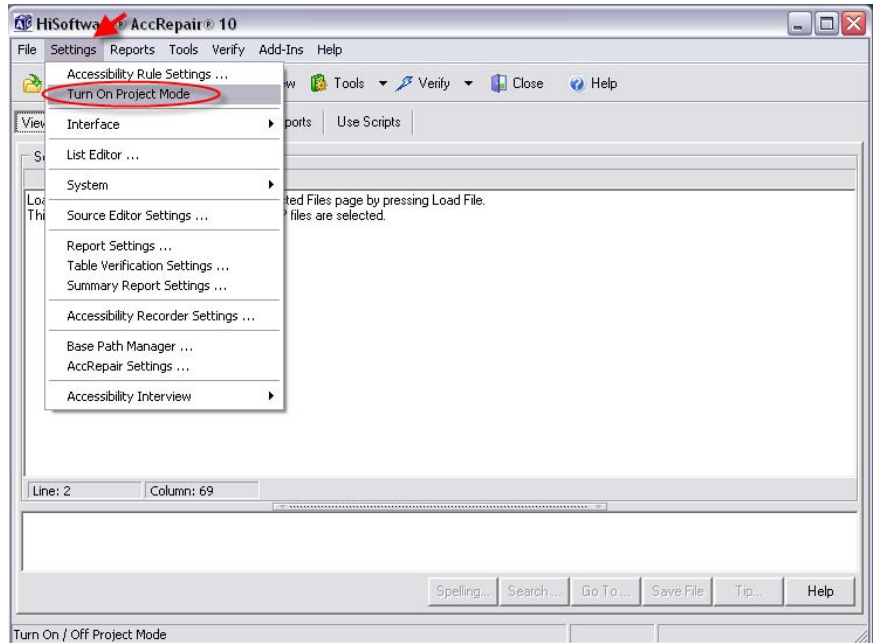 HiSoftwa ® AccRepair® 10
File Settings Reports Tools Verify Add-Ins Help
Accessibility Rule Settings ...
Turn On Project Mode
Interface
List Editor ...
System
Source Editor Settings ...
Report Settings ...
Table Verification Settings ...
Summary Report Settings ...
Accessibility Recorder Settings ...
Base Path Manager ...
AccRepair Settings ...
Accessibility Interview
Tools Verify Close Help
View ports Use Scripts
ted Files page by pressing Load File.
files are selected.
Line: 2 Column: 69
Spelling... Search ... Go To ... Save File Tip... Help
Turn On / Off Project Mode